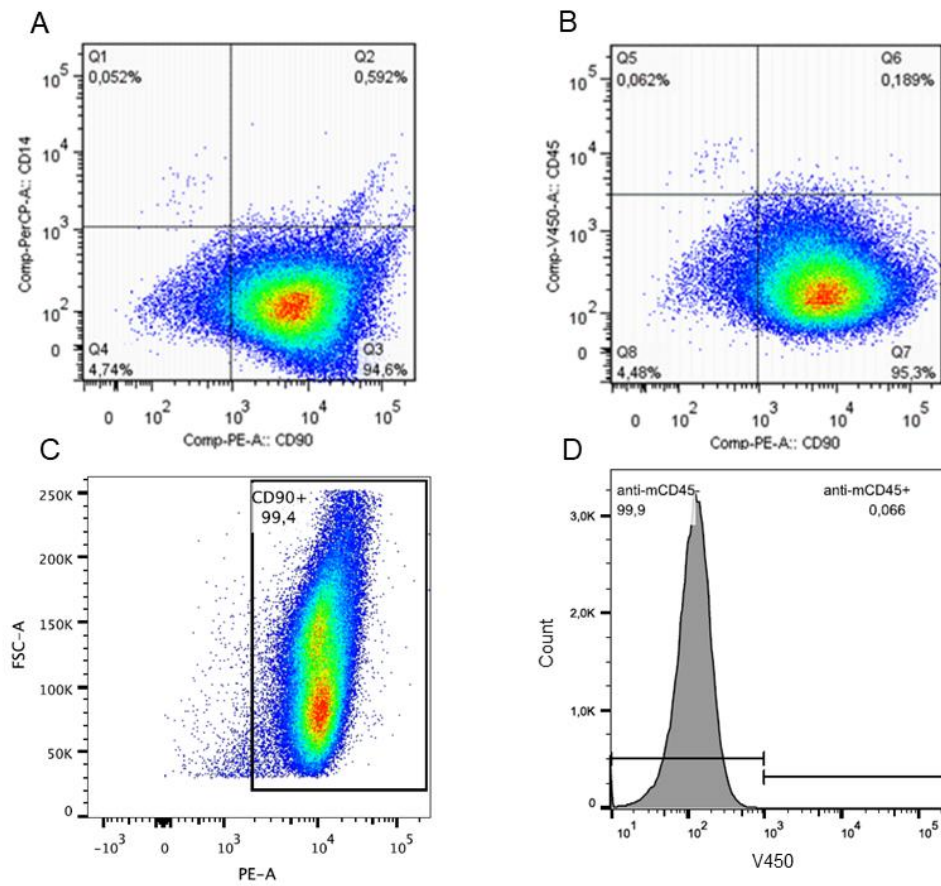 A
Q1
0,052%
Q2
0,592%
10^5
10^4
10^3
10^2
0
Comp-PerCP-A:: CD14
Q4
4,74%
Q3
94,6%
0 10^2 10^3 10^4 10^5
Comp-PE-A:: CD90
B
Q5
0,062%
Q6
0,189%
10^5
10^4
10^3
10^2
0
Comp-V450-A:: CD45
Q8
4,48%
Q7
95,3%
0 10^2 10^3 10^4 10^5
Comp-PE-A:: CD90
C
CD90+
99,4
250K
200K
150K
100K
50K
0
FSC-A
-10^3 0 10^3 10^4 10^5
PE-A
D
anti-mCD45-
99,9
anti-mCD45+
0,066
3,0K
2,0K
1,0K
0
Count
10^1 10^2 10^3 10^4 10^5
V450